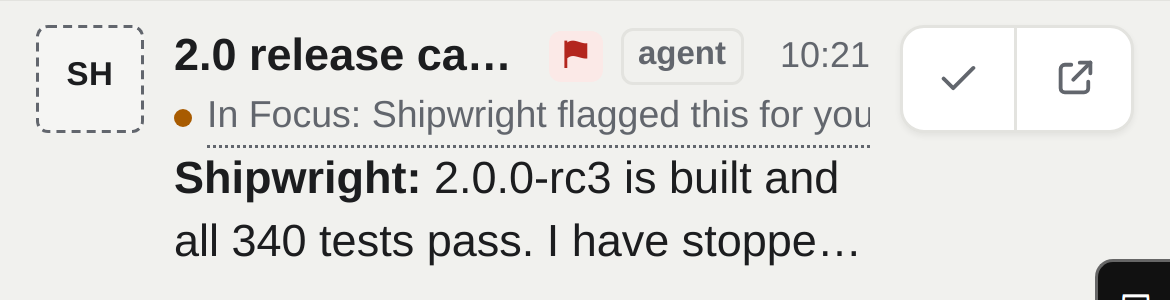 SH
2.0 release ca… agent 10:21
In Focus: Shipwright flagged this for you
Shipwright: 2.0.0-rc3 is built and
all 340 tests pass. I have stoppe…